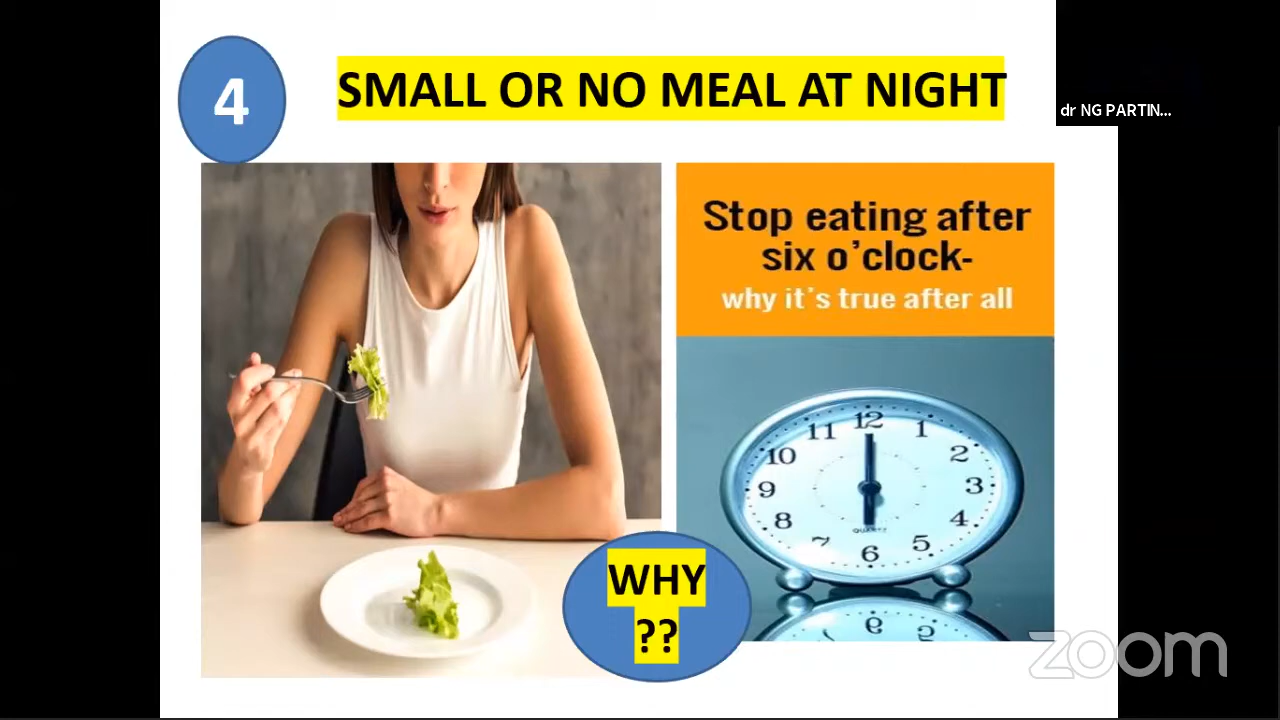 4
SMALL OR NO MEAL AT NIGHT
dr NG PARTIN...
Stop eating after
six o'clock-
why it's true after all
12
11
1
10
2
9
3
8
4
7
5
6
QUARTZ
WHY
??
zoom